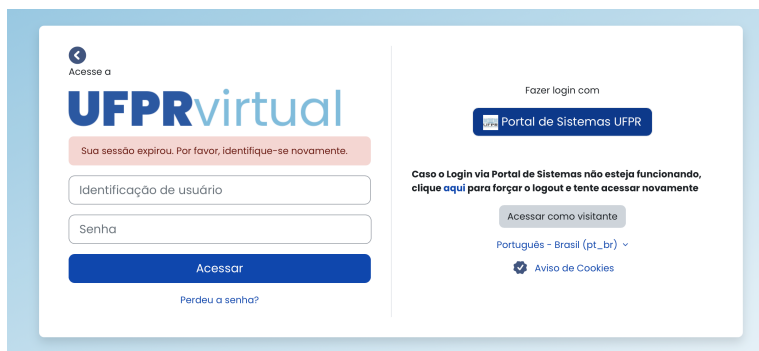 Acesse a
UFPRvirtual
Sua sessão expirou. Por favor, identifique-se novamente.
Identificação de usuário
Senha
Acessar
Perdeu a senha?
Fazer login com
UFPR Portal de Sistemas UFPR
Caso o Login via Portal de Sistemas não esteja funcionando,
clique aqui para forçar o logout e tente acessar novamente
Acessar como visitante
Português - Brasil (pt_br)
Aviso de Cookies